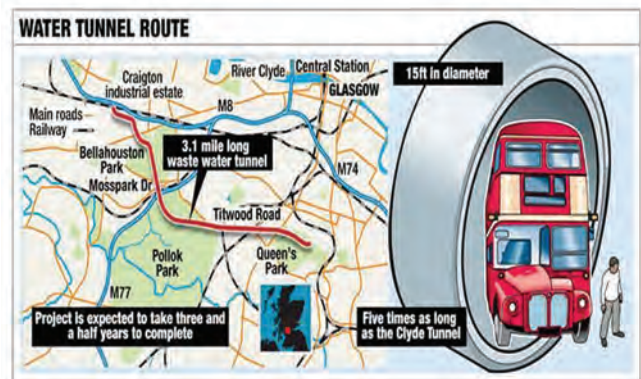 WATER TUNNEL ROUTE
Craigton
industrial estate
River Clyde
Central Station
GLASGOW
15ft in diameter
Main roads
Railway
M8
Bellahouston
Park
3.1 mile long
waste water tunnel
M74
Mosspark Dr
Titwood Road
Pollok
Park
Queen's
Park
M77
Project is expected to take three and
a half years to complete
Five times as long
as the Clyde Tunnel